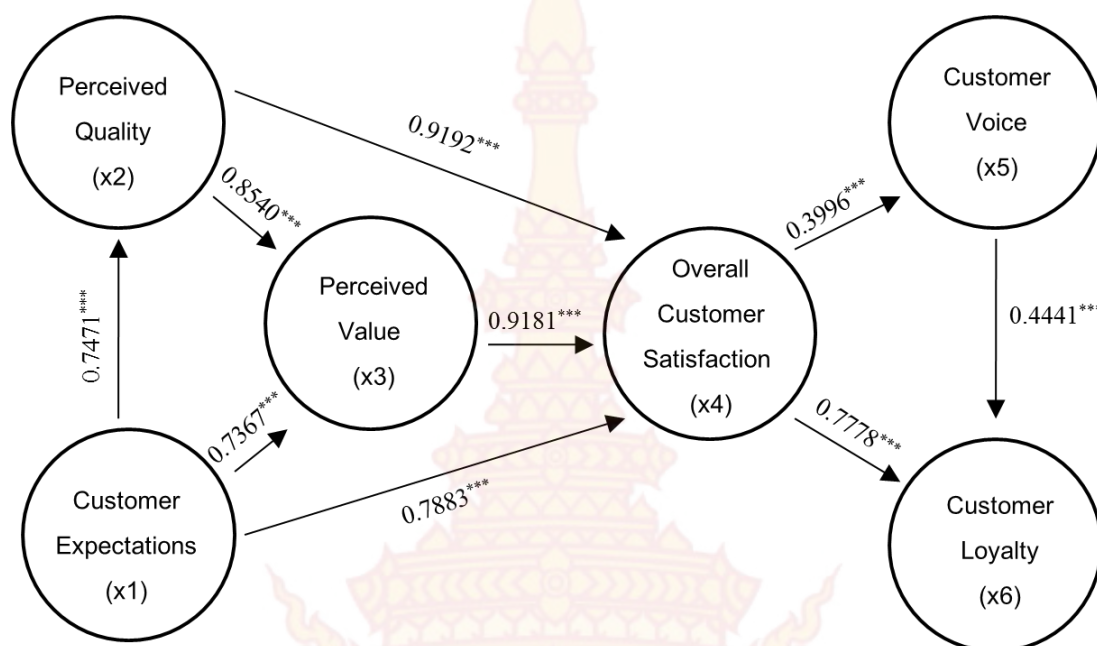 Perceived
Quality
(x2)
Customer
Voice
(x5)
0.9192***
0.8540***
0.3996***
Perceived
Value
(x3)
Overall
Customer
Satisfaction
(x4)
0.7471***
0.9181***
0.4441***
0.7367***
0.7883***
0.7778***
Customer
Expectations
(x1)
Customer
Loyalty
(x6)